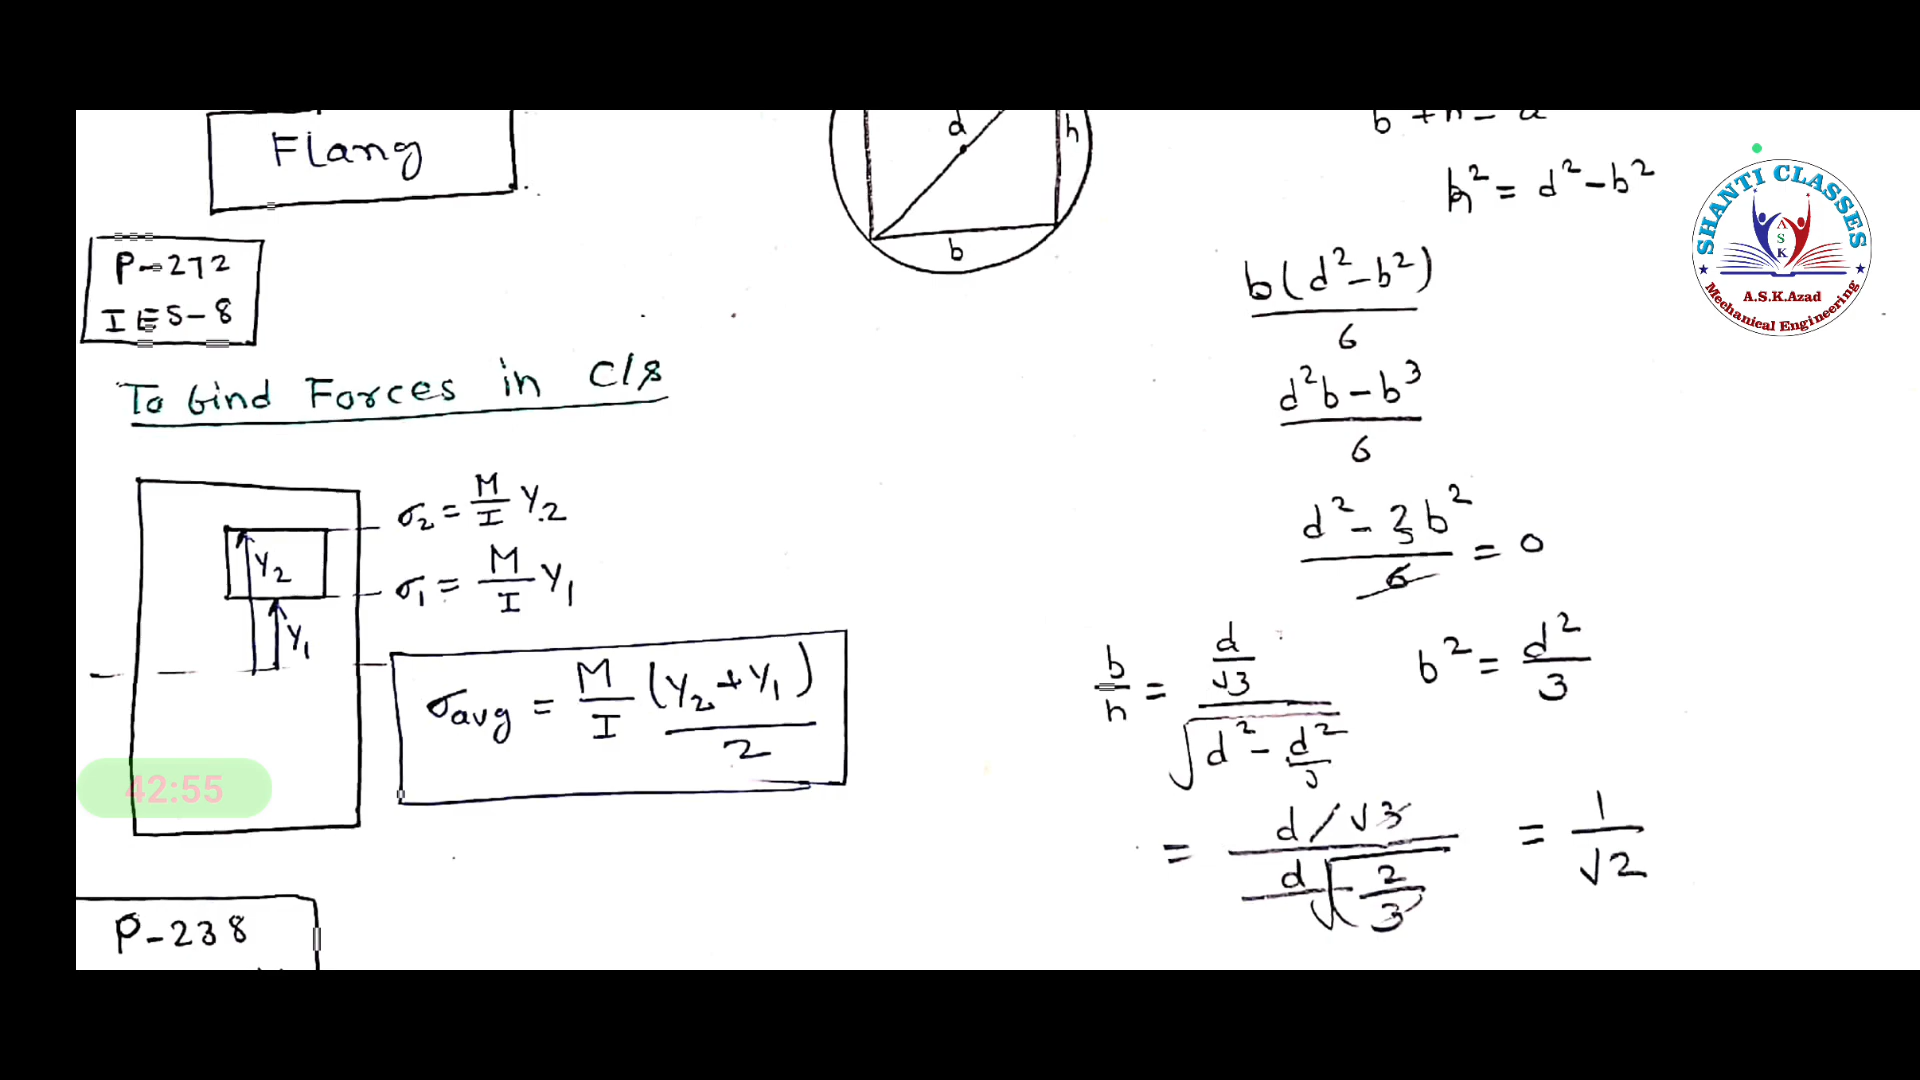 Flang
P-272
IES-8
To find Forces in C/s
σ2 = M/I Y2
σ1 = M/I Y1
Y2
Y1
σavg = M/I (Y2+Y1)/2
42:55
P-238
d
h
b
h² = d²-b²
b(d²-b²)/6
d²b-b³/6
d²-3b²/6 = 0
b² = d²/3
b/h = d/√3 / √d²-d²/3
= d/√3 / d√2/3 = 1/√2
SHANTI CLASSES
ASK
A.S.K.Azad
Mechanical Engineering